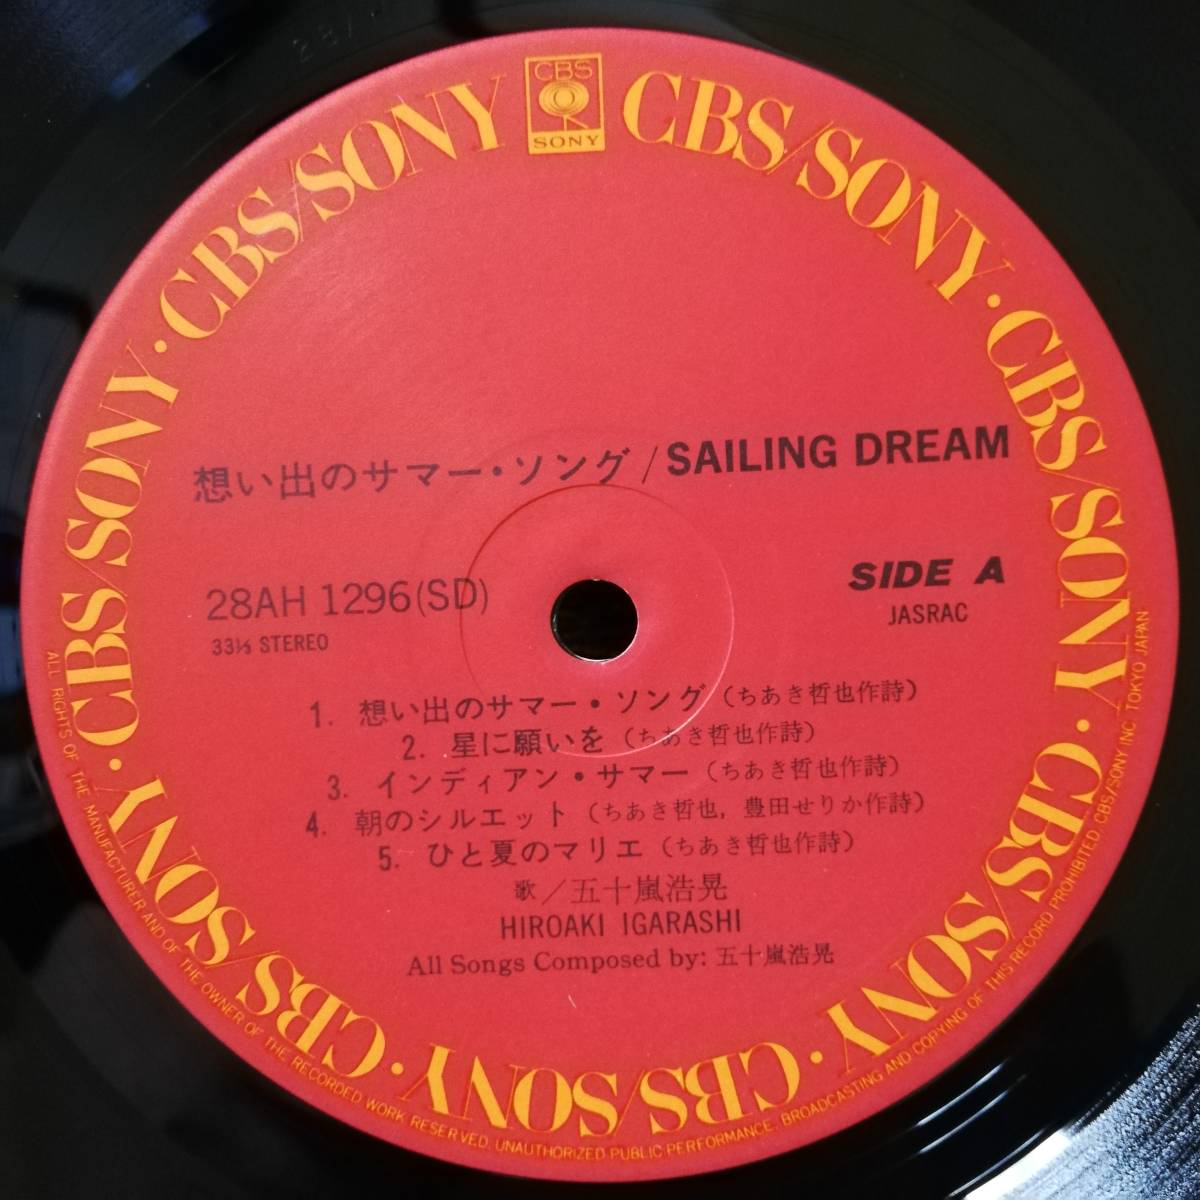 CBS
SONY
CBS/SONY · CBS/SONY · CBS/SONY · CBS/SONY · CBS/SONY · CBS/SONY · CBS/SONY · CBS/SONY
想い出のサマー・ソング/SAILING DREAM
28AH 1296(SD)
SIDE A
33⅓ STEREO
JASRAC
1. 想い出のサマー・ソング(ちあき哲也作詩)
2. 星に願いを(ちあき哲也作詩)
3. インディアン・サマー(ちあき哲也作詩)
4. 朝のシルエット(ちあき哲也, 豊田せりか作詩)
5. ひと夏のマリエ(ちあき哲也作詩)
歌/五十嵐浩晃
HIROAKI IGARASHI
All Songs Composed by: 五十嵐浩晃
ALL RIGHTS OF THE MANUFACTURER AND OF THE OWNER OF THE RECORDED WORK RESERVED. UNAUTHORIZED PUBLIC PERFORMANCE, BROADCASTING AND COPYING OF THIS RECORD PROHIBITED. CBS/SONY INC. TOKYO JAPAN